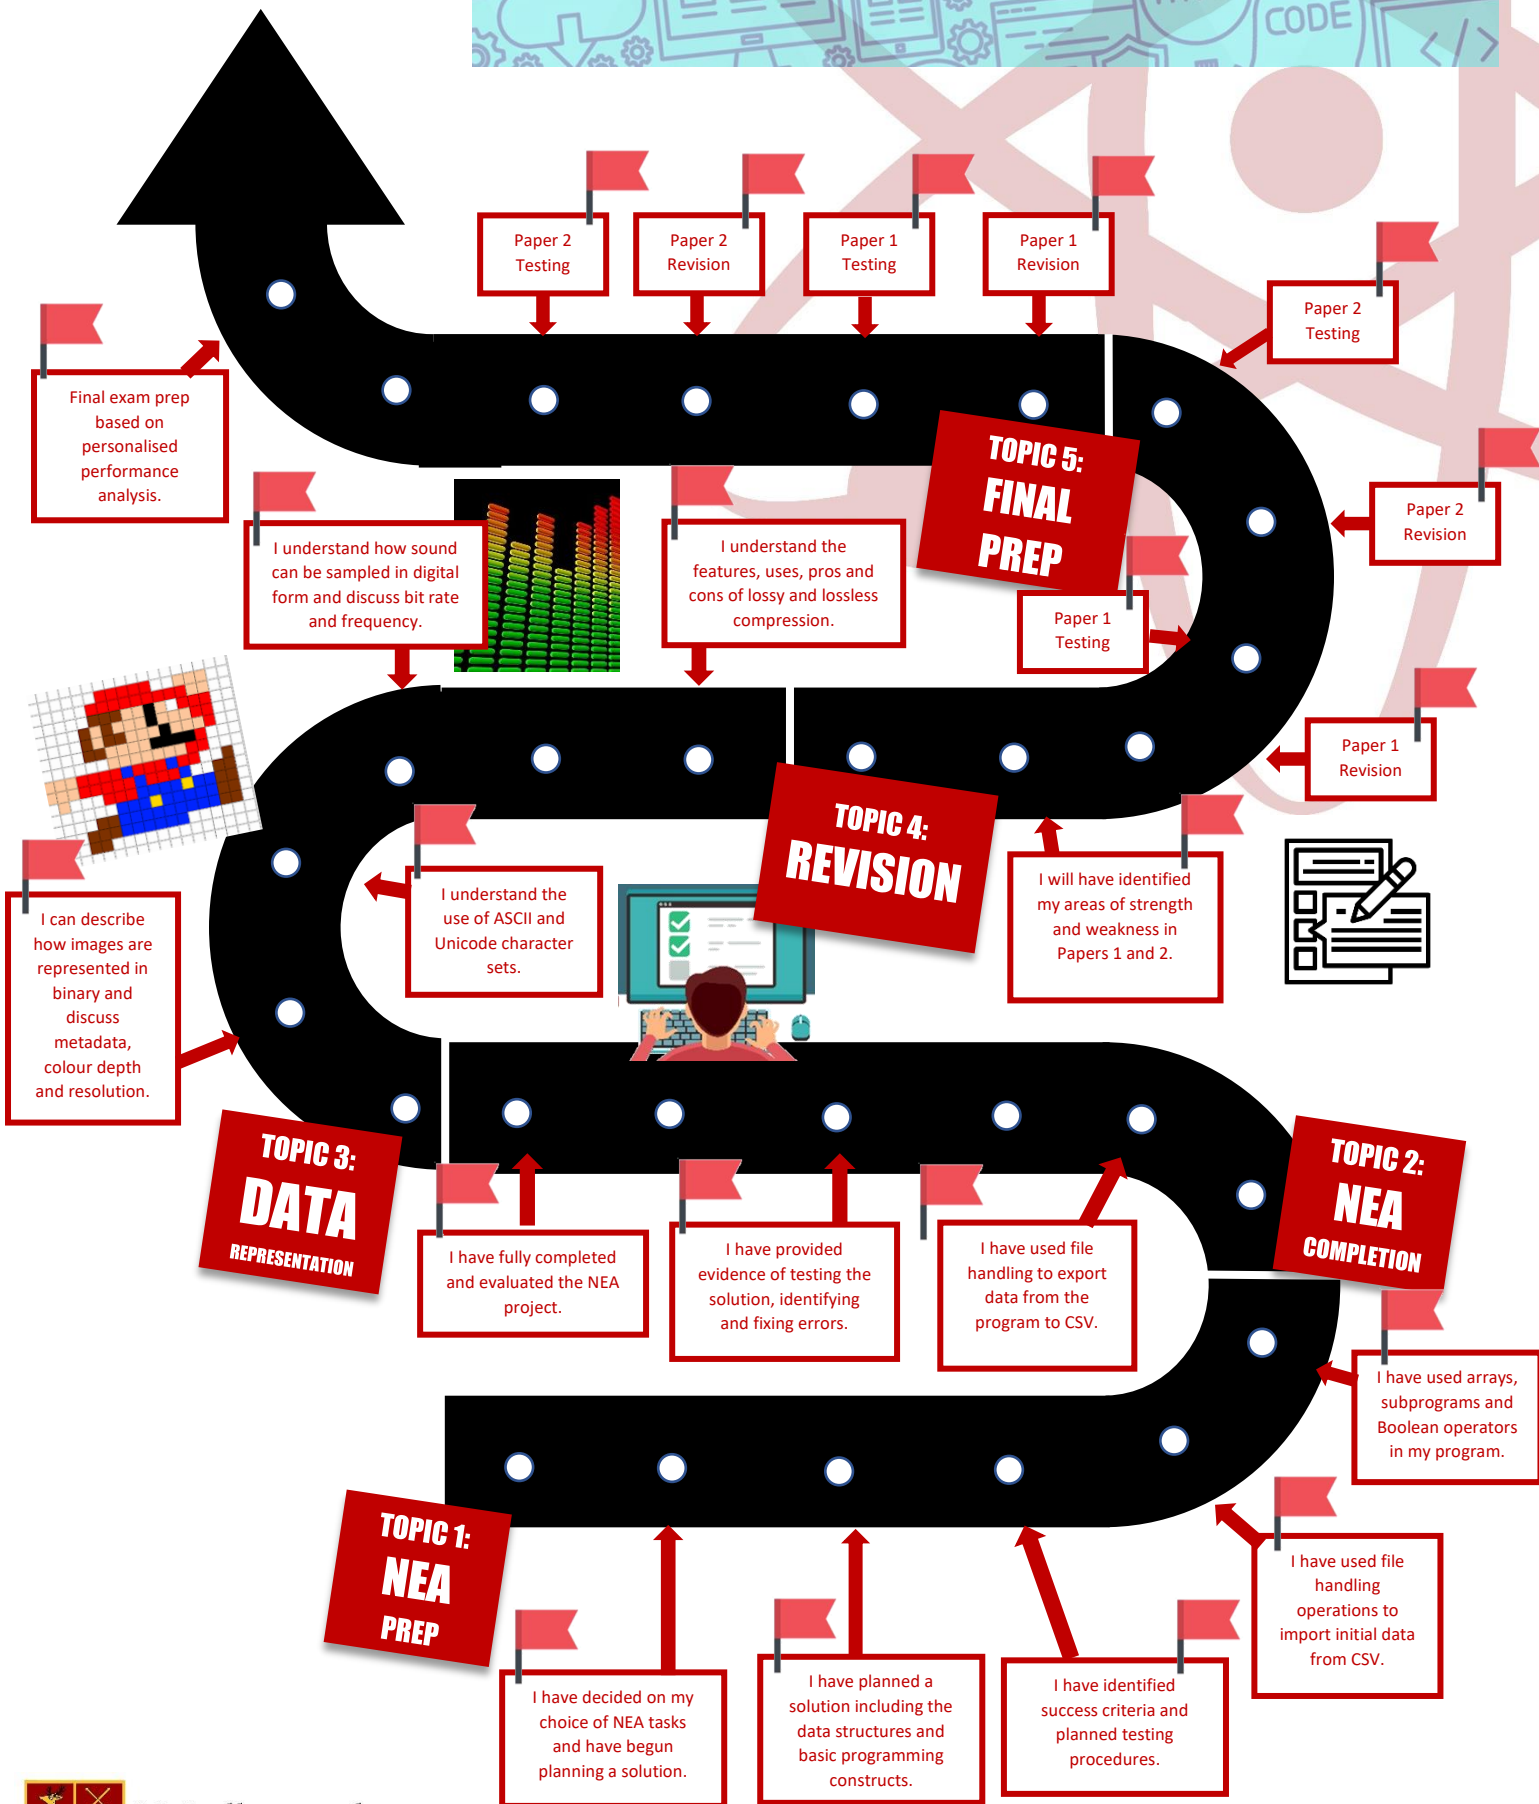 CODE
</>
Paper 2
Testing
Paper 2
Revision
Paper 1
Testing
Paper 1
Revision
Paper 2
Testing
Final exam prep
based on
personalised
performance
analysis.
TOPIC 5:
FINAL
PREP
Paper 2
Revision
I understand how sound
can be sampled in digital
form and discuss bit rate
and frequency.
I understand the
features, uses, pros and
cons of lossy and lossless
compression.
Paper 1
Testing
Paper 1
Revision
TOPIC 4:
REVISION
I will have identified
my areas of strength
and weakness in
Papers 1 and 2.
I understand the
use of ASCII and
Unicode character
sets.
I can describe
how images are
represented in
binary and
discuss
metadata,
colour depth
and resolution.
TOPIC 3:
DATA
REPRESENTATION
TOPIC 2:
NEA
COMPLETION
I have fully completed
and evaluated the NEA
project.
I have provided
evidence of testing the
solution, identifying
and fixing errors.
I have used file
handling to export
data from the
program to CSV.
I have used arrays,
subprograms and
Boolean operators
in my program.
TOPIC 1:
NEA
PREP
I have used file
handling
operations to
import initial data
from CSV.
I have decided on my
choice of NEA tasks
and have begun
planning a solution.
I have planned a
solution including the
data structures and
basic programming
constructs.
I have identified
success criteria and
planned testing
procedures.